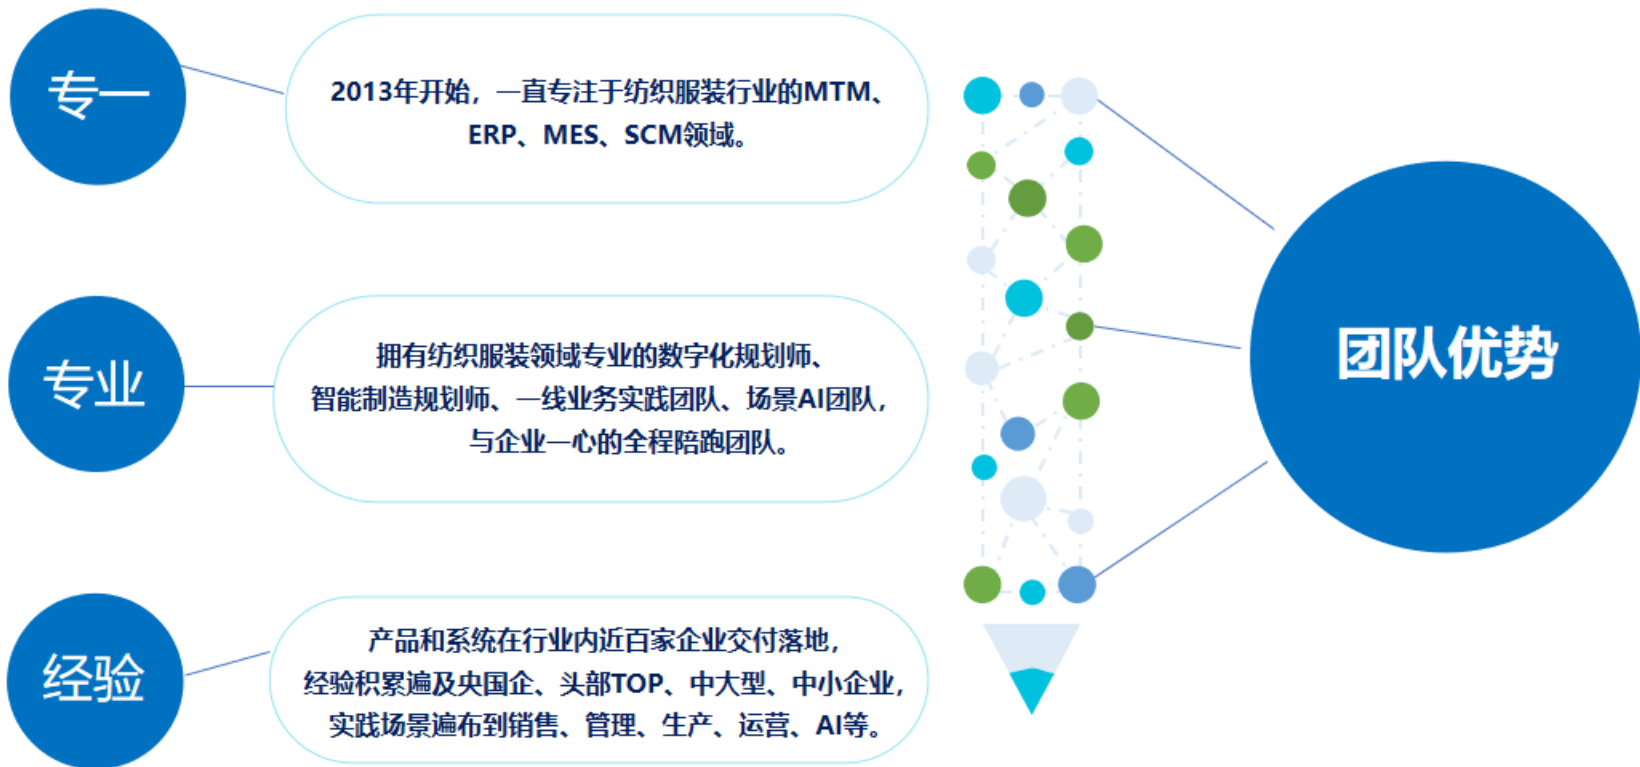 专一
2013年开始，一直专注于纺织服装行业的MTM、
ERP、MES、SCM领域。
专业
拥有纺织服装领域专业的数字化规划师、
智能制造规划师、一线业务实践团队、场景AI团队，
与企业一心的全程陪跑团队。
经验
产品和系统在行业内近百家企业交付落地，
经验积累遍及央国企、头部TOP、中大型、中小企业，
实践场景遍布到销售、管理、生产、运营、AI等。
团队优势